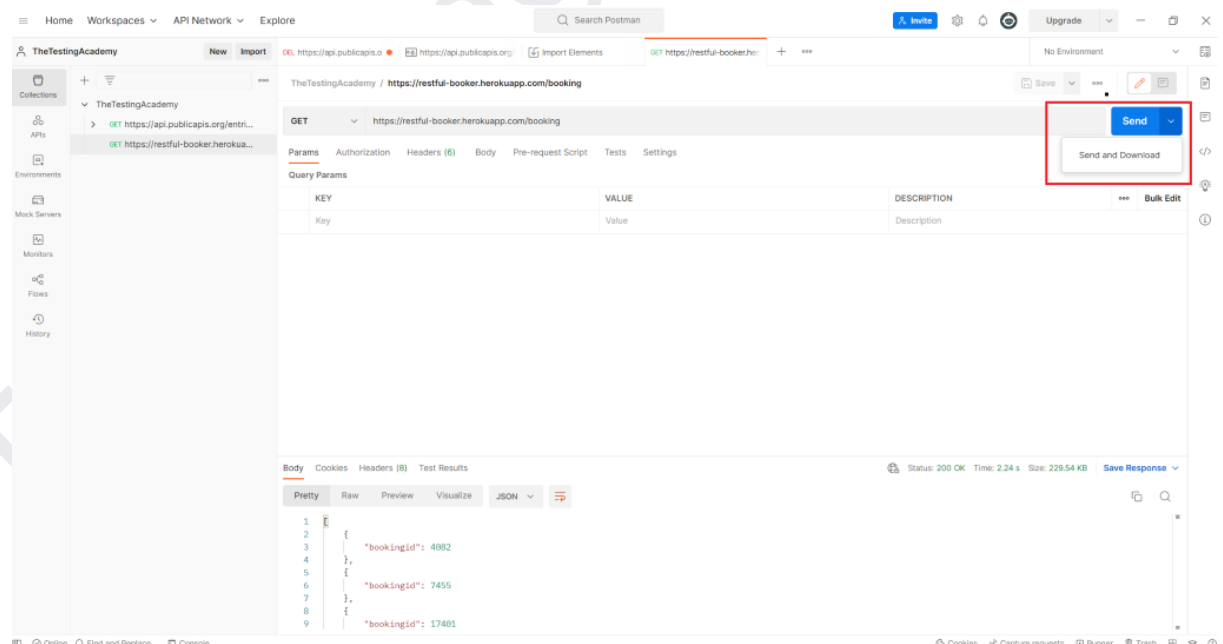 Home Workspaces API Network Explore Search Postman Invite Upgrade
TheTestingAcademy New Import https://api.publicapis.o https://api.publicapis.org Import Elements GET https://restful-booker.her No Environment
Collections
APIs
Environments
Mock Servers
Monitors
Flows
History
TheTestingAcademy
GET https://api.publicapis.org/entri...
GET https://restful-booker.herokua...
TheTestingAcademy / https://restful-booker.herokuapp.com/booking Save
GET https://restful-booker.herokuapp.com/booking Send
Send and Download
Params Authorization Headers (6) Body Pre-request Script Tests Settings
Query Params
KEY VALUE DESCRIPTION Bulk Edit
Key Value Description
Body Cookies Headers (8) Test Results Status: 200 OK Time: 2.24 s Size: 229.54 KB Save Response
Pretty Raw Preview Visualize JSON
1 [
2 {
3 "bookingid": 4082
4 },
5 {
6 "bookingid": 7455
7 },
8 {
9 "bookingid": 17401
Online Find and Replace Console Cookies Capture requests Runner Trash